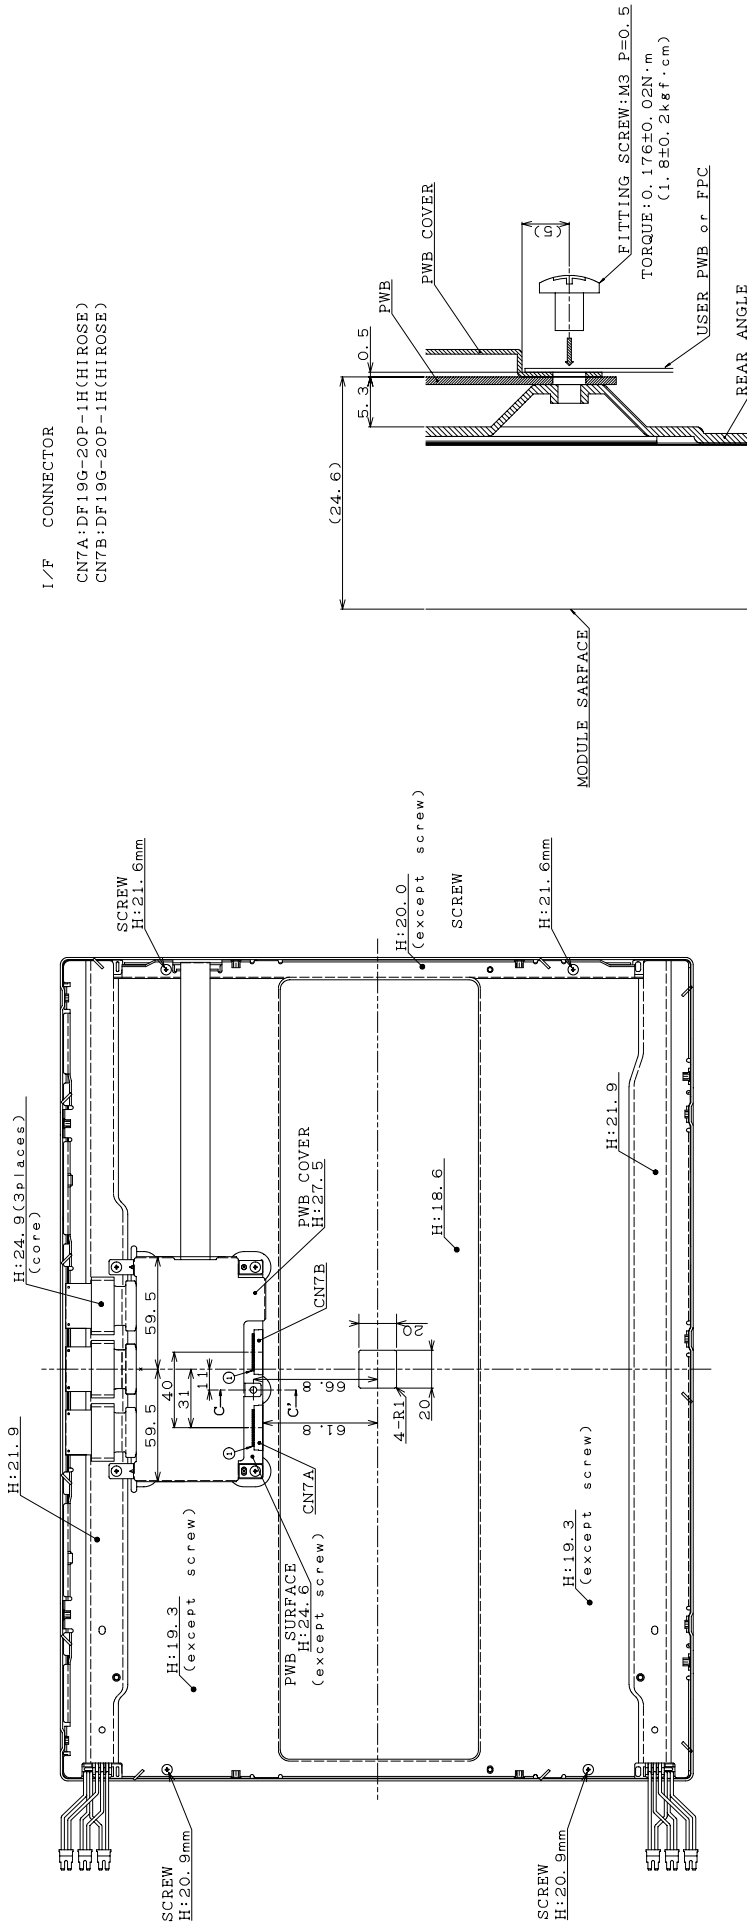 I/F CONNECTOR
CN7A:DF19G-20P-1H(HIROSE)
CN7B:DF19G-20P-1H(HIROSE)
H:21.9
H:24.9(3places)
(core)
SCREW
H:21.6mm
59.5
59.5
40
31
11
C
C'
1
1
PWB COVER
H:27.5
CN7B
CN7A
H:19.3
(except screw)
PWB SURFACE
H:24.6
(except screw)
61.8
66.8
20
20
4-R1
H:18.6
H:20.0
(except screw)
SCREW
H:21.6mm
H:21.9
H:19.3
(except screw)
SCREW
H:20.9mm
SCREW
H:20.9mm
(24.6)
5.3
0.5
PWB
PWB COVER
(5)
FITTING SCREW:M3 P=0.5
TORQUE:0.176±0.02N·m
(1.8±0.2kgf·cm)
USER PWB or FPC
REAR ANGLE
MODULE SARFACE